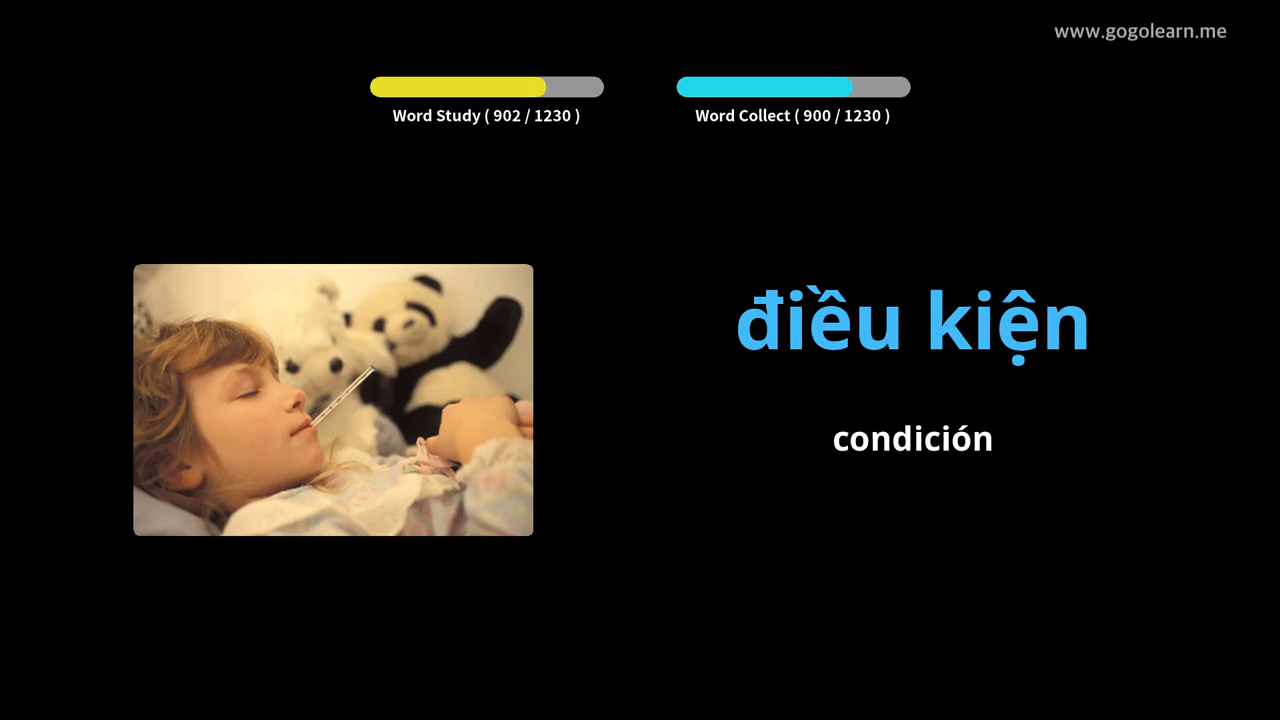 www.gogolearn.me
Word Study ( 902 / 1230 )
Word Collect ( 900 / 1230 )
điều kiện
condición